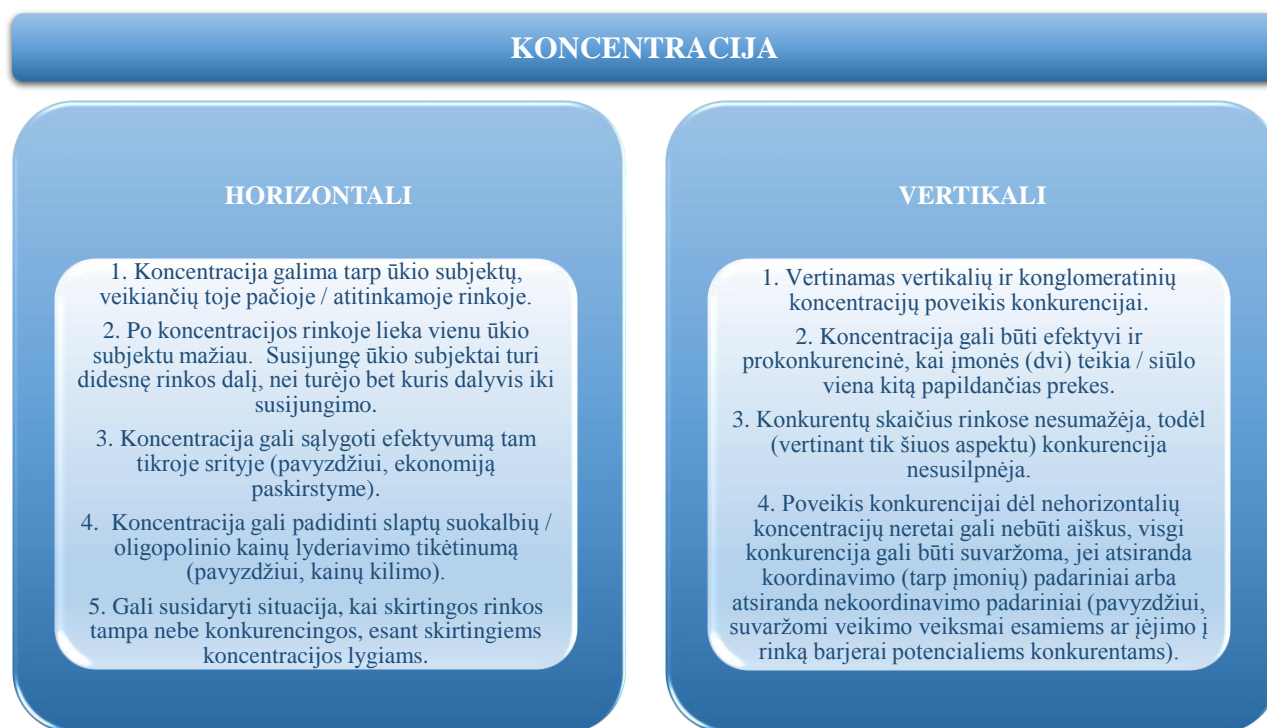 KONCENTRACIJA
HORIZONTALI
1. Koncentracija galima tarp ūkio subjektų,
veikiančių toje pačioje / atitinkamoje rinkoje.
2. Po koncentracijos rinkoje lieka vienu ūkio
subjektu mažiau. Susijungę ūkio subjektai turi
didesnę rinkos dalį, nei turėjo bet kuris dalyvis iki
susijungimo.
3. Koncentracija gali sąlygoti efektyvumą tam
tikroje srityje (pavyzdžiui, ekonomiją
paskirstyme).
4. Koncentracija gali padidinti slaptų suokalbių /
oligopolinio kainų lyderiavimo tikėtinumą
(pavyzdžiui, kainų kilimo).
5. Gali susidaryti situacija, kai skirtingos rinkos
tampa nebe konkurencingos, esant skirtingiems
koncentracijos lygiams.
VERTIKALI
1. Vertinamas vertikalių ir konglomeratinių
koncentracijų poveikis konkurencijai.
2. Koncentracija gali būti efektyvi ir
prokonkurencinė, kai įmonės (dvi) teikia / siūlo
viena kitą papildančias prekes.
3. Konkurentų skaičius rinkose nesumažėja, todėl
(vertinant tik šiuos aspektu) konkurencija
nesusilpnėja.
4. Poveikis konkurencijai dėl nehorizontalių
koncentracijų neretai gali nebūti aiškus, visgi
konkurencija gali būti suvaržoma, jei atsiranda
koordinavimo (tarp įmonių) padariniai arba
atsiranda nekoordinavimo padariniai (pavyzdžiui,
suvaržomi veikimo veiksmai esamiems ar įėjimo į
rinką barjerai potencialiems konkurentams).